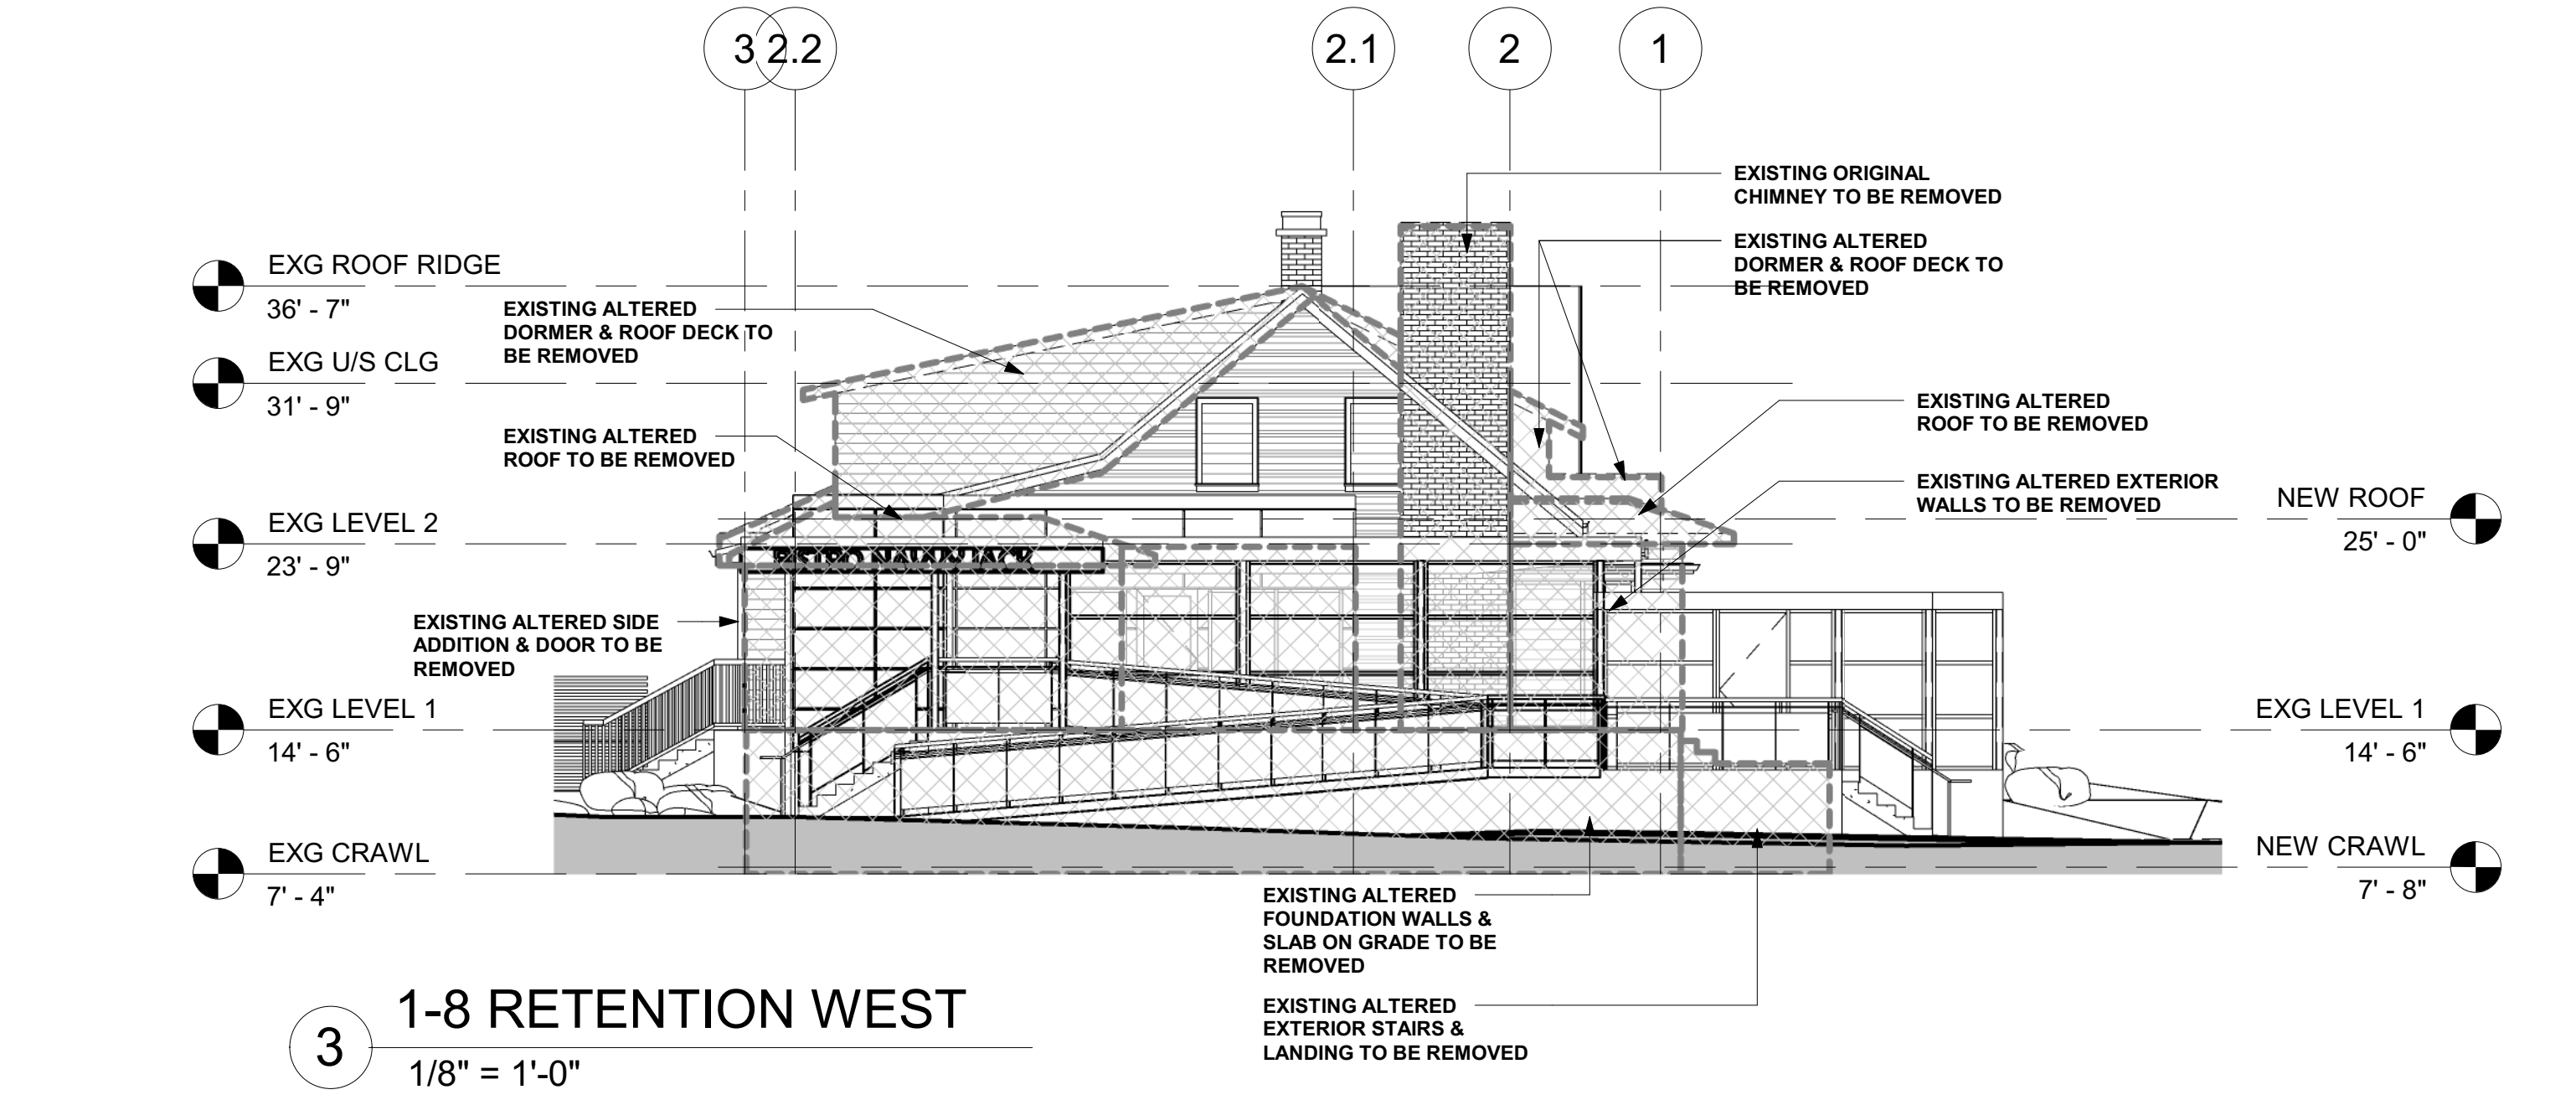 3 2.2 2.1 2 1
EXISTING ORIGINAL
CHIMNEY TO BE REMOVED
EXISTING ALTERED
DORMER & ROOF DECK TO
BE REMOVED
EXG ROOF RIDGE
36' - 7"
EXISTING ALTERED
DORMER & ROOF DECK TO
BE REMOVED
EXG U/S CLG
31' - 9"
EXISTING ALTERED
ROOF TO BE REMOVED
EXISTING ALTERED
ROOF TO BE REMOVED
EXISTING ALTERED EXTERIOR
WALLS TO BE REMOVED
NEW ROOF
25' - 0"
EXG LEVEL 2
23' - 9"
EXISTING ALTERED SIDE
ADDITION & DOOR TO BE
REMOVED
EXG LEVEL 1
14' - 6"
EXG LEVEL 1
14' - 6"
EXG CRAWL
7' - 4"
NEW CRAWL
7' - 8"
EXISTING ALTERED
FOUNDATION WALLS &
SLAB ON GRADE TO BE
REMOVED
EXISTING ALTERED
EXTERIOR STAIRS &
LANDING TO BE REMOVED
3
1-8 RETENTION WEST
1/8" = 1'-0"